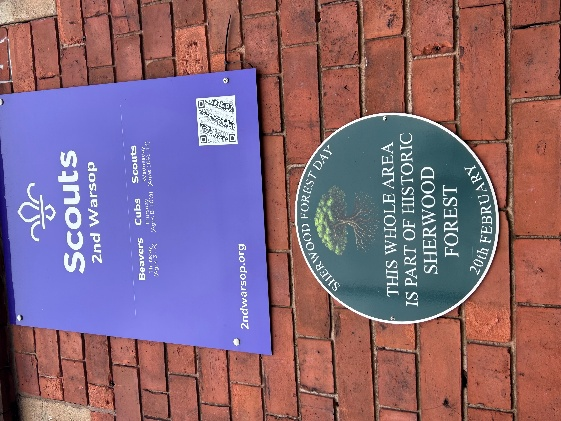 Scouts
2nd Warsop
Beavers
Cubs
Scouts
2ndwarsop.org
SHERWOOD FOREST DAY
THIS WHOLE AREA
IS PART OF HISTORIC
SHERWOOD
FOREST
20th FEBRUARY